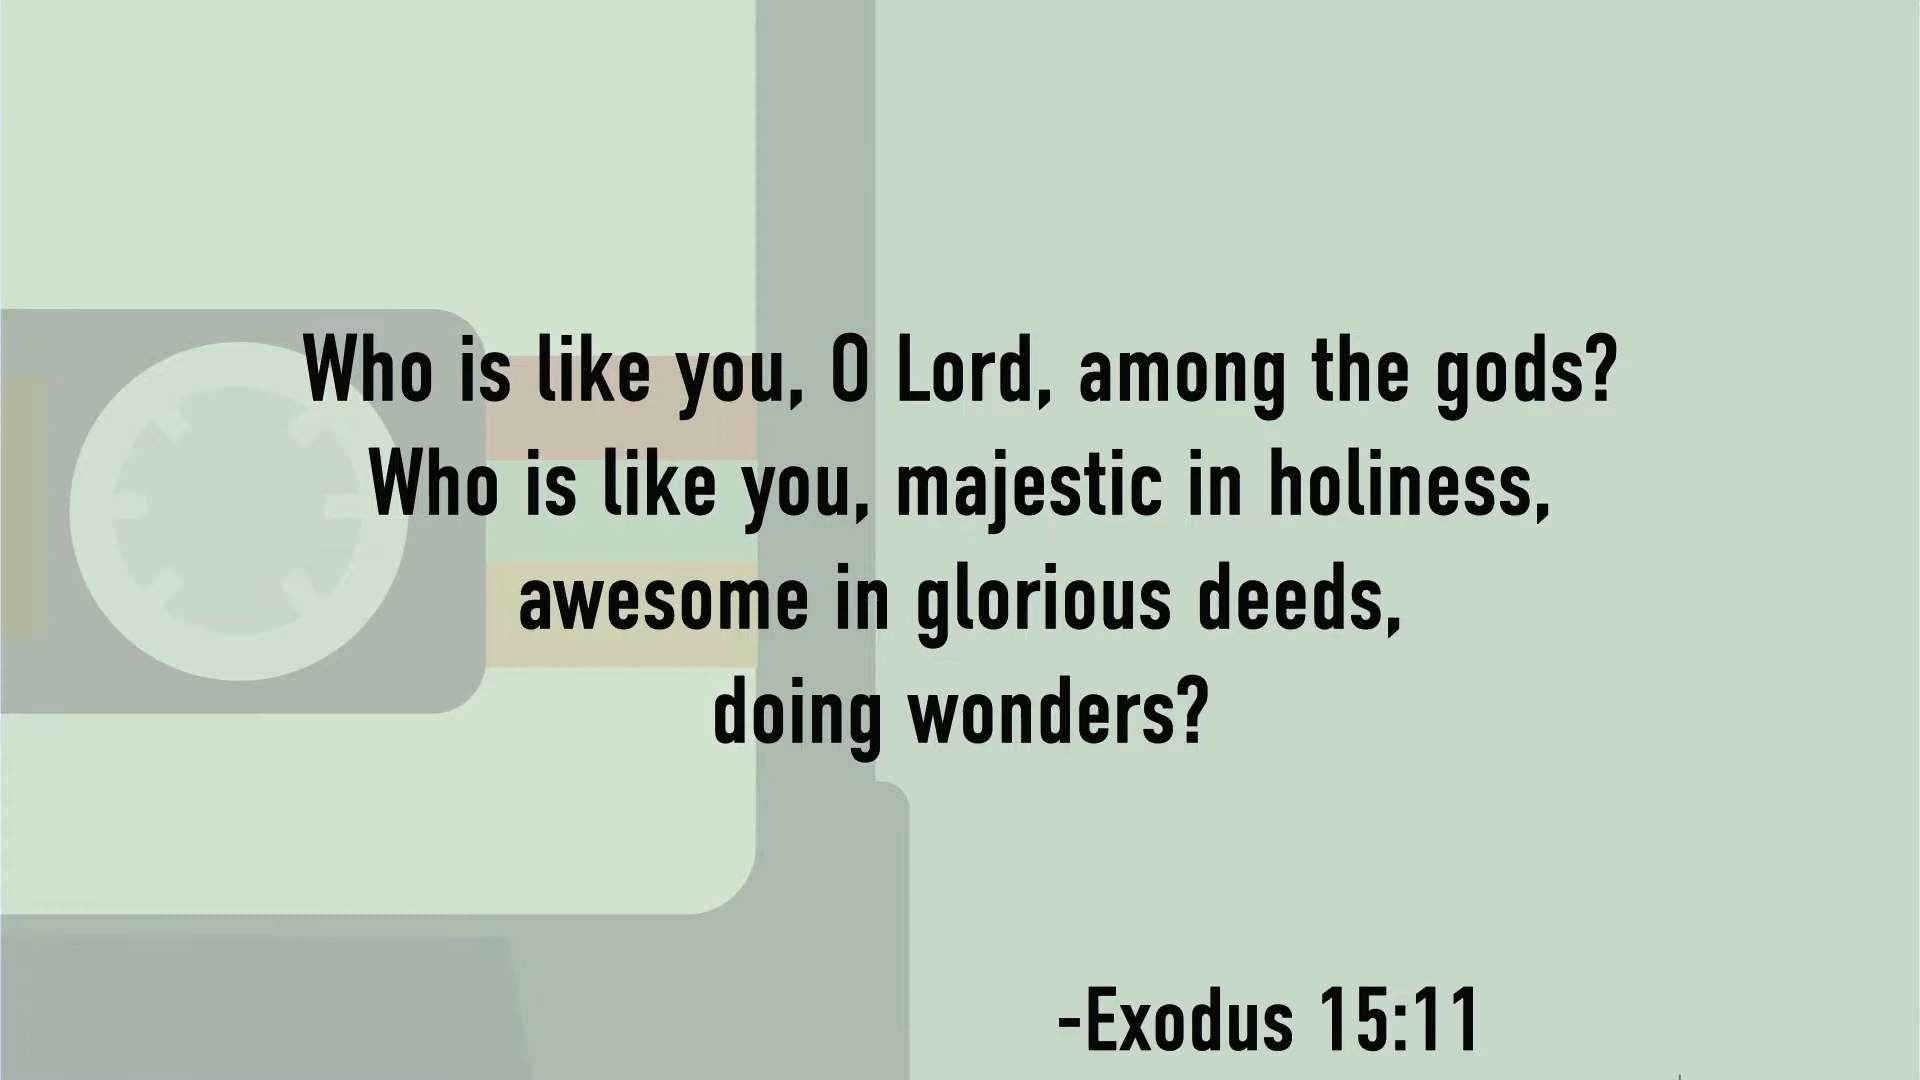 Who is like you, O Lord, among the gods?
Who is like you, majestic in holiness,
awesome in glorious deeds,
doing wonders?
-Exodus 15:11